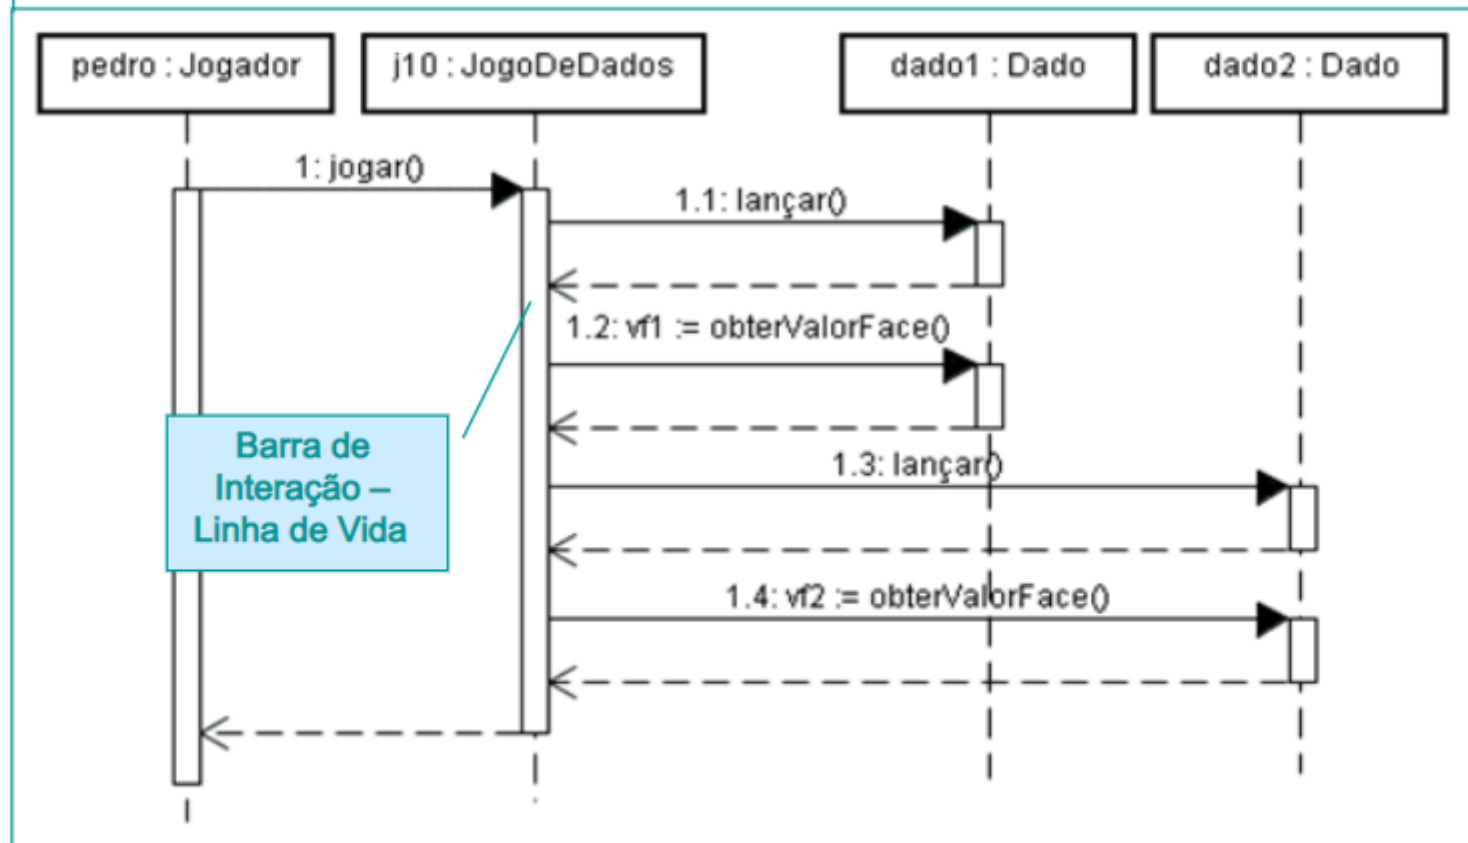 pedro : Jogador
j10 : JogoDeDados
dado1 : Dado
dado2 : Dado
1: jogar()
1.1: lançar()
1.2: vf1 := obterValorFace()
Barra de
Interação –
Linha de Vida
1.3: lançar()
1.4: vf2 := obterValorFace()